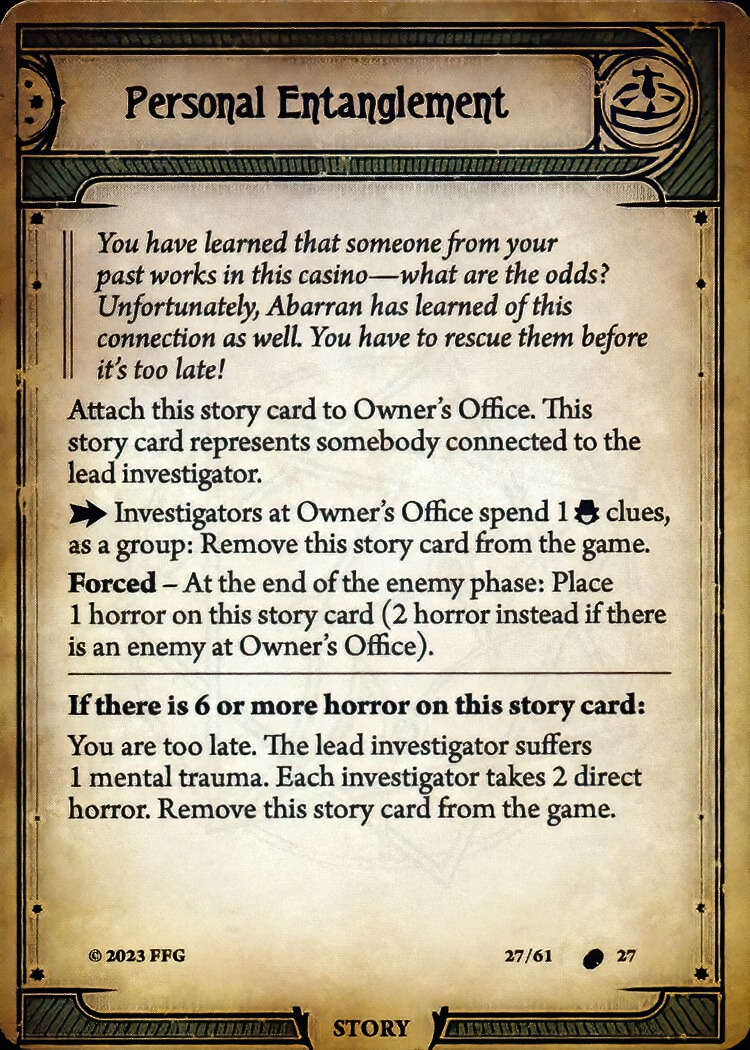 Personal Entanglement
You have learned that someone from your
past works in this casino—what are the odds?
Unfortunately, Abarran has learned of this
connection as well. You have to rescue them before
it's too late!
Attach this story card to Owner's Office. This
story card represents somebody connected to the
lead investigator.
Investigators at Owner's Office spend 1 clues,
as a group: Remove this story card from the game.
Forced – At the end of the enemy phase: Place
1 horror on this story card (2 horror instead if there
is an enemy at Owner's Office).
If there is 6 or more horror on this story card:
You are too late. The lead investigator suffers
1 mental trauma. Each investigator takes 2 direct
horror. Remove this story card from the game.
© 2023 FFG 27/61 27
STORY